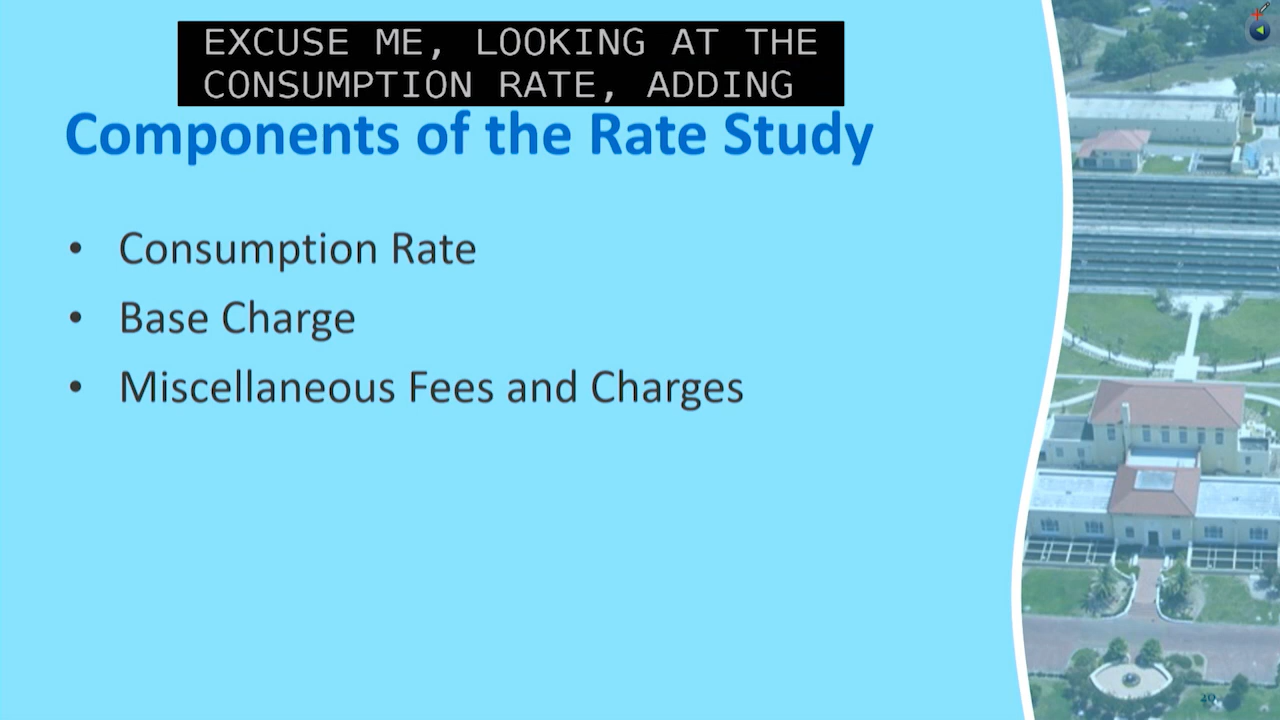 EXCUSE ME, LOOKING AT THE
CONSUMPTION RATE, ADDING
Components of the Rate Study
• Consumption Rate
• Base Charge
• Miscellaneous Fees and Charges
20